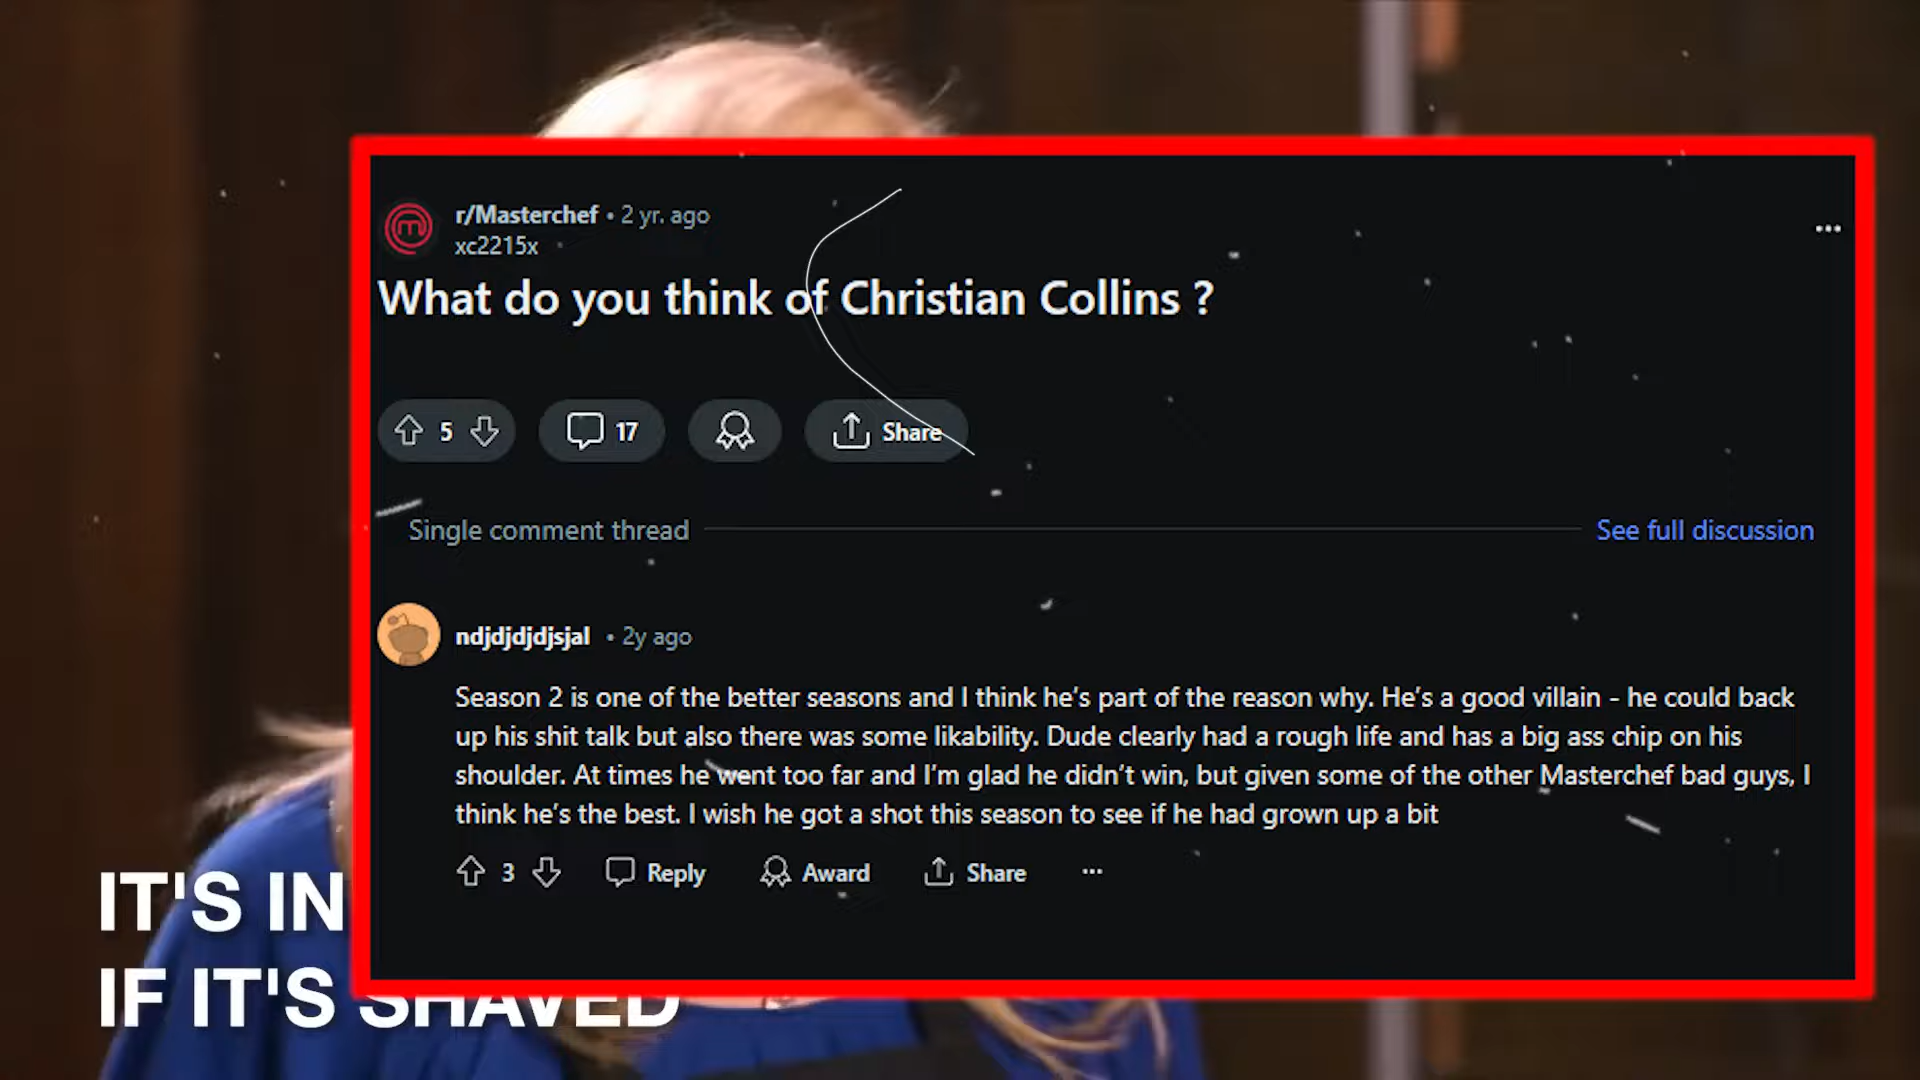 r/Masterchef • 2 yr. ago
xc2215x
What do you think of Christian Collins ?
5
17
Share
Single comment thread
See full discussion
ndjdjdjdjsjal • 2y ago
Season 2 is one of the better seasons and I think he's part of the reason why. He's a good villain - he could back
up his shit talk but also there was some likability. Dude clearly had a rough life and has a big ass chip on his
shoulder. At times he went too far and I'm glad he didn't win, but given some of the other Masterchef bad guys, I
think he's the best. I wish he got a shot this season to see if he had grown up a bit
3
Reply
Award
Share
IT'S IN
IF IT'S SHAVED